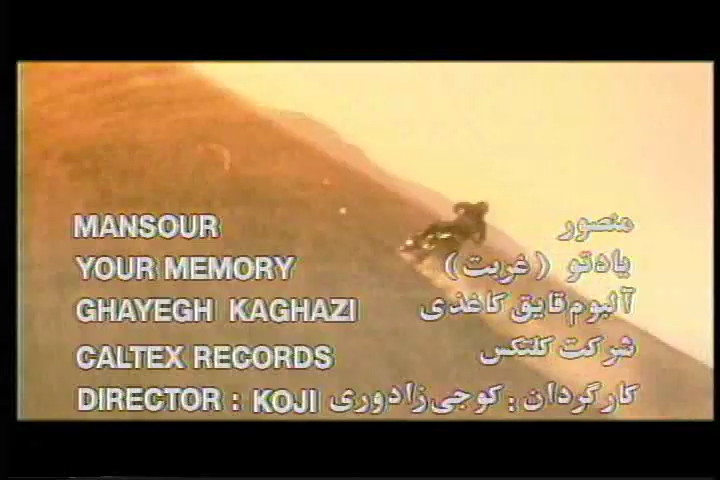 MANSOUR منصور
YOUR MEMORY یاد تو (غربت)
GHAYEGH KAGHAZI آلبوم قایق کاغذی
CALTEX RECORDS شرکت کلتکس
DIRECTOR : KOJI کارگردان : کوجی زادوری